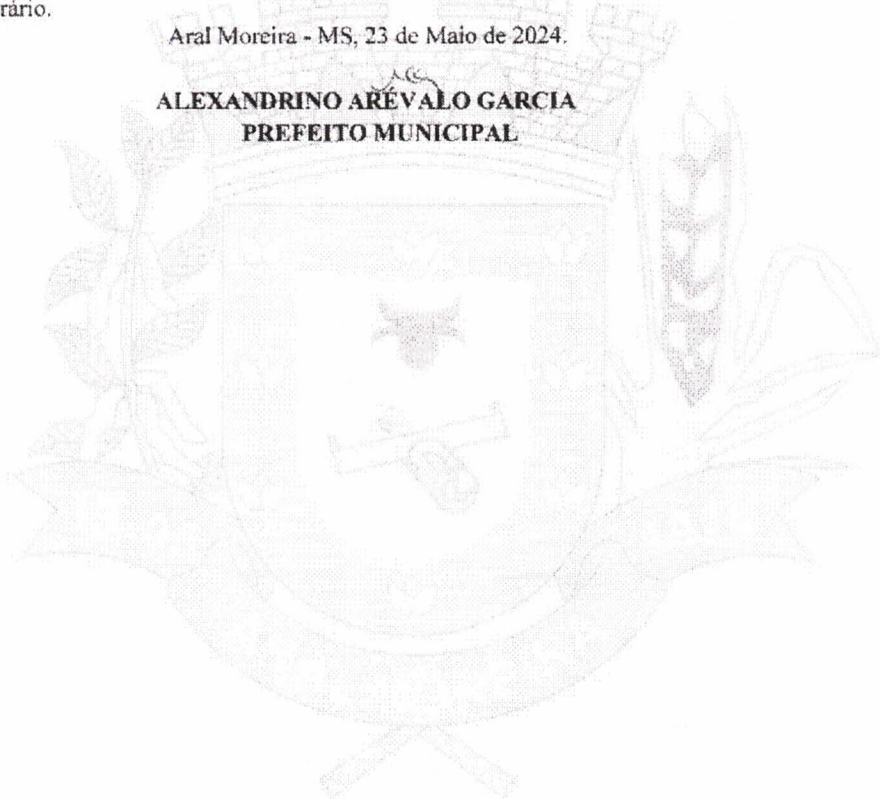 rário.
Aral Moreira - MS, 23 de Maio de 2024.
ALEXANDRINO ARÉVALO GARCIA
PREFEITO MUNICIPAL